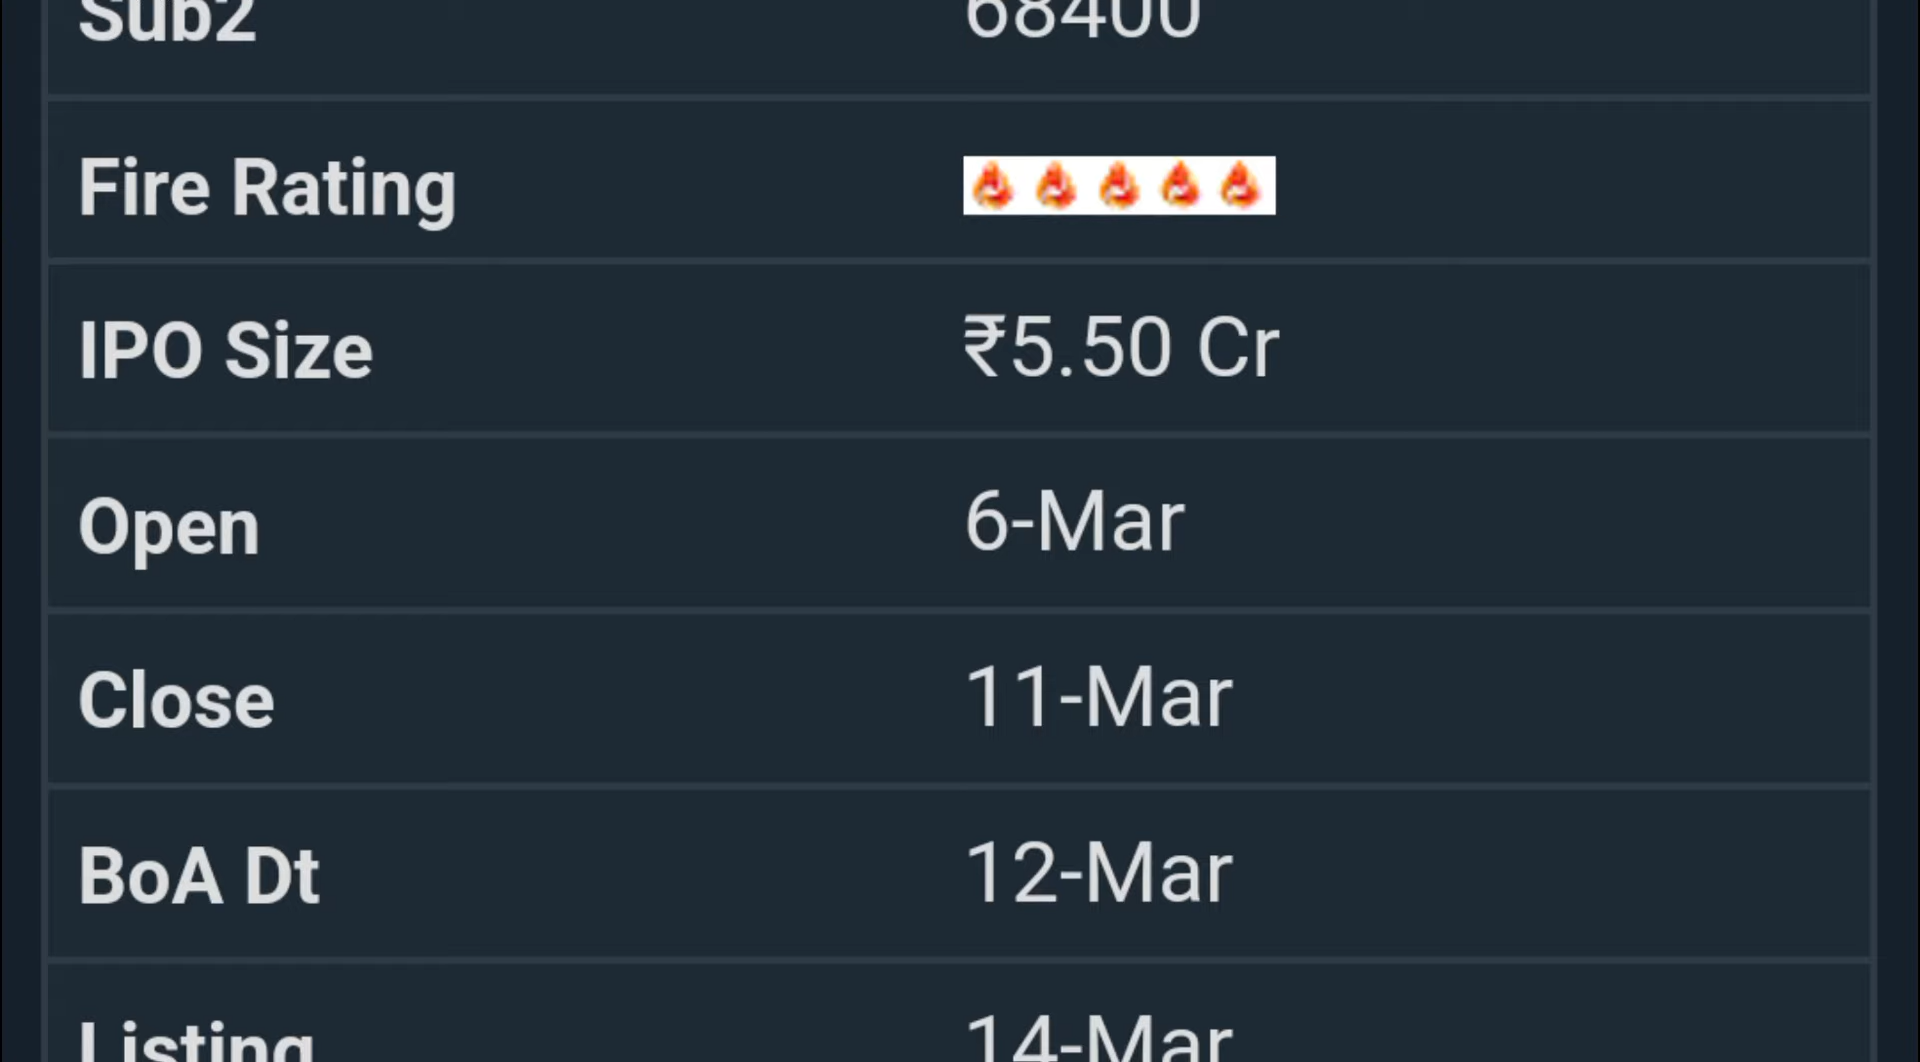 Sub2 68400
Fire Rating 🔥🔥🔥🔥🔥
IPO Size ₹5.50 Cr
Open 6-Mar
Close 11-Mar
BoA Dt 12-Mar
Listing 14-Mar